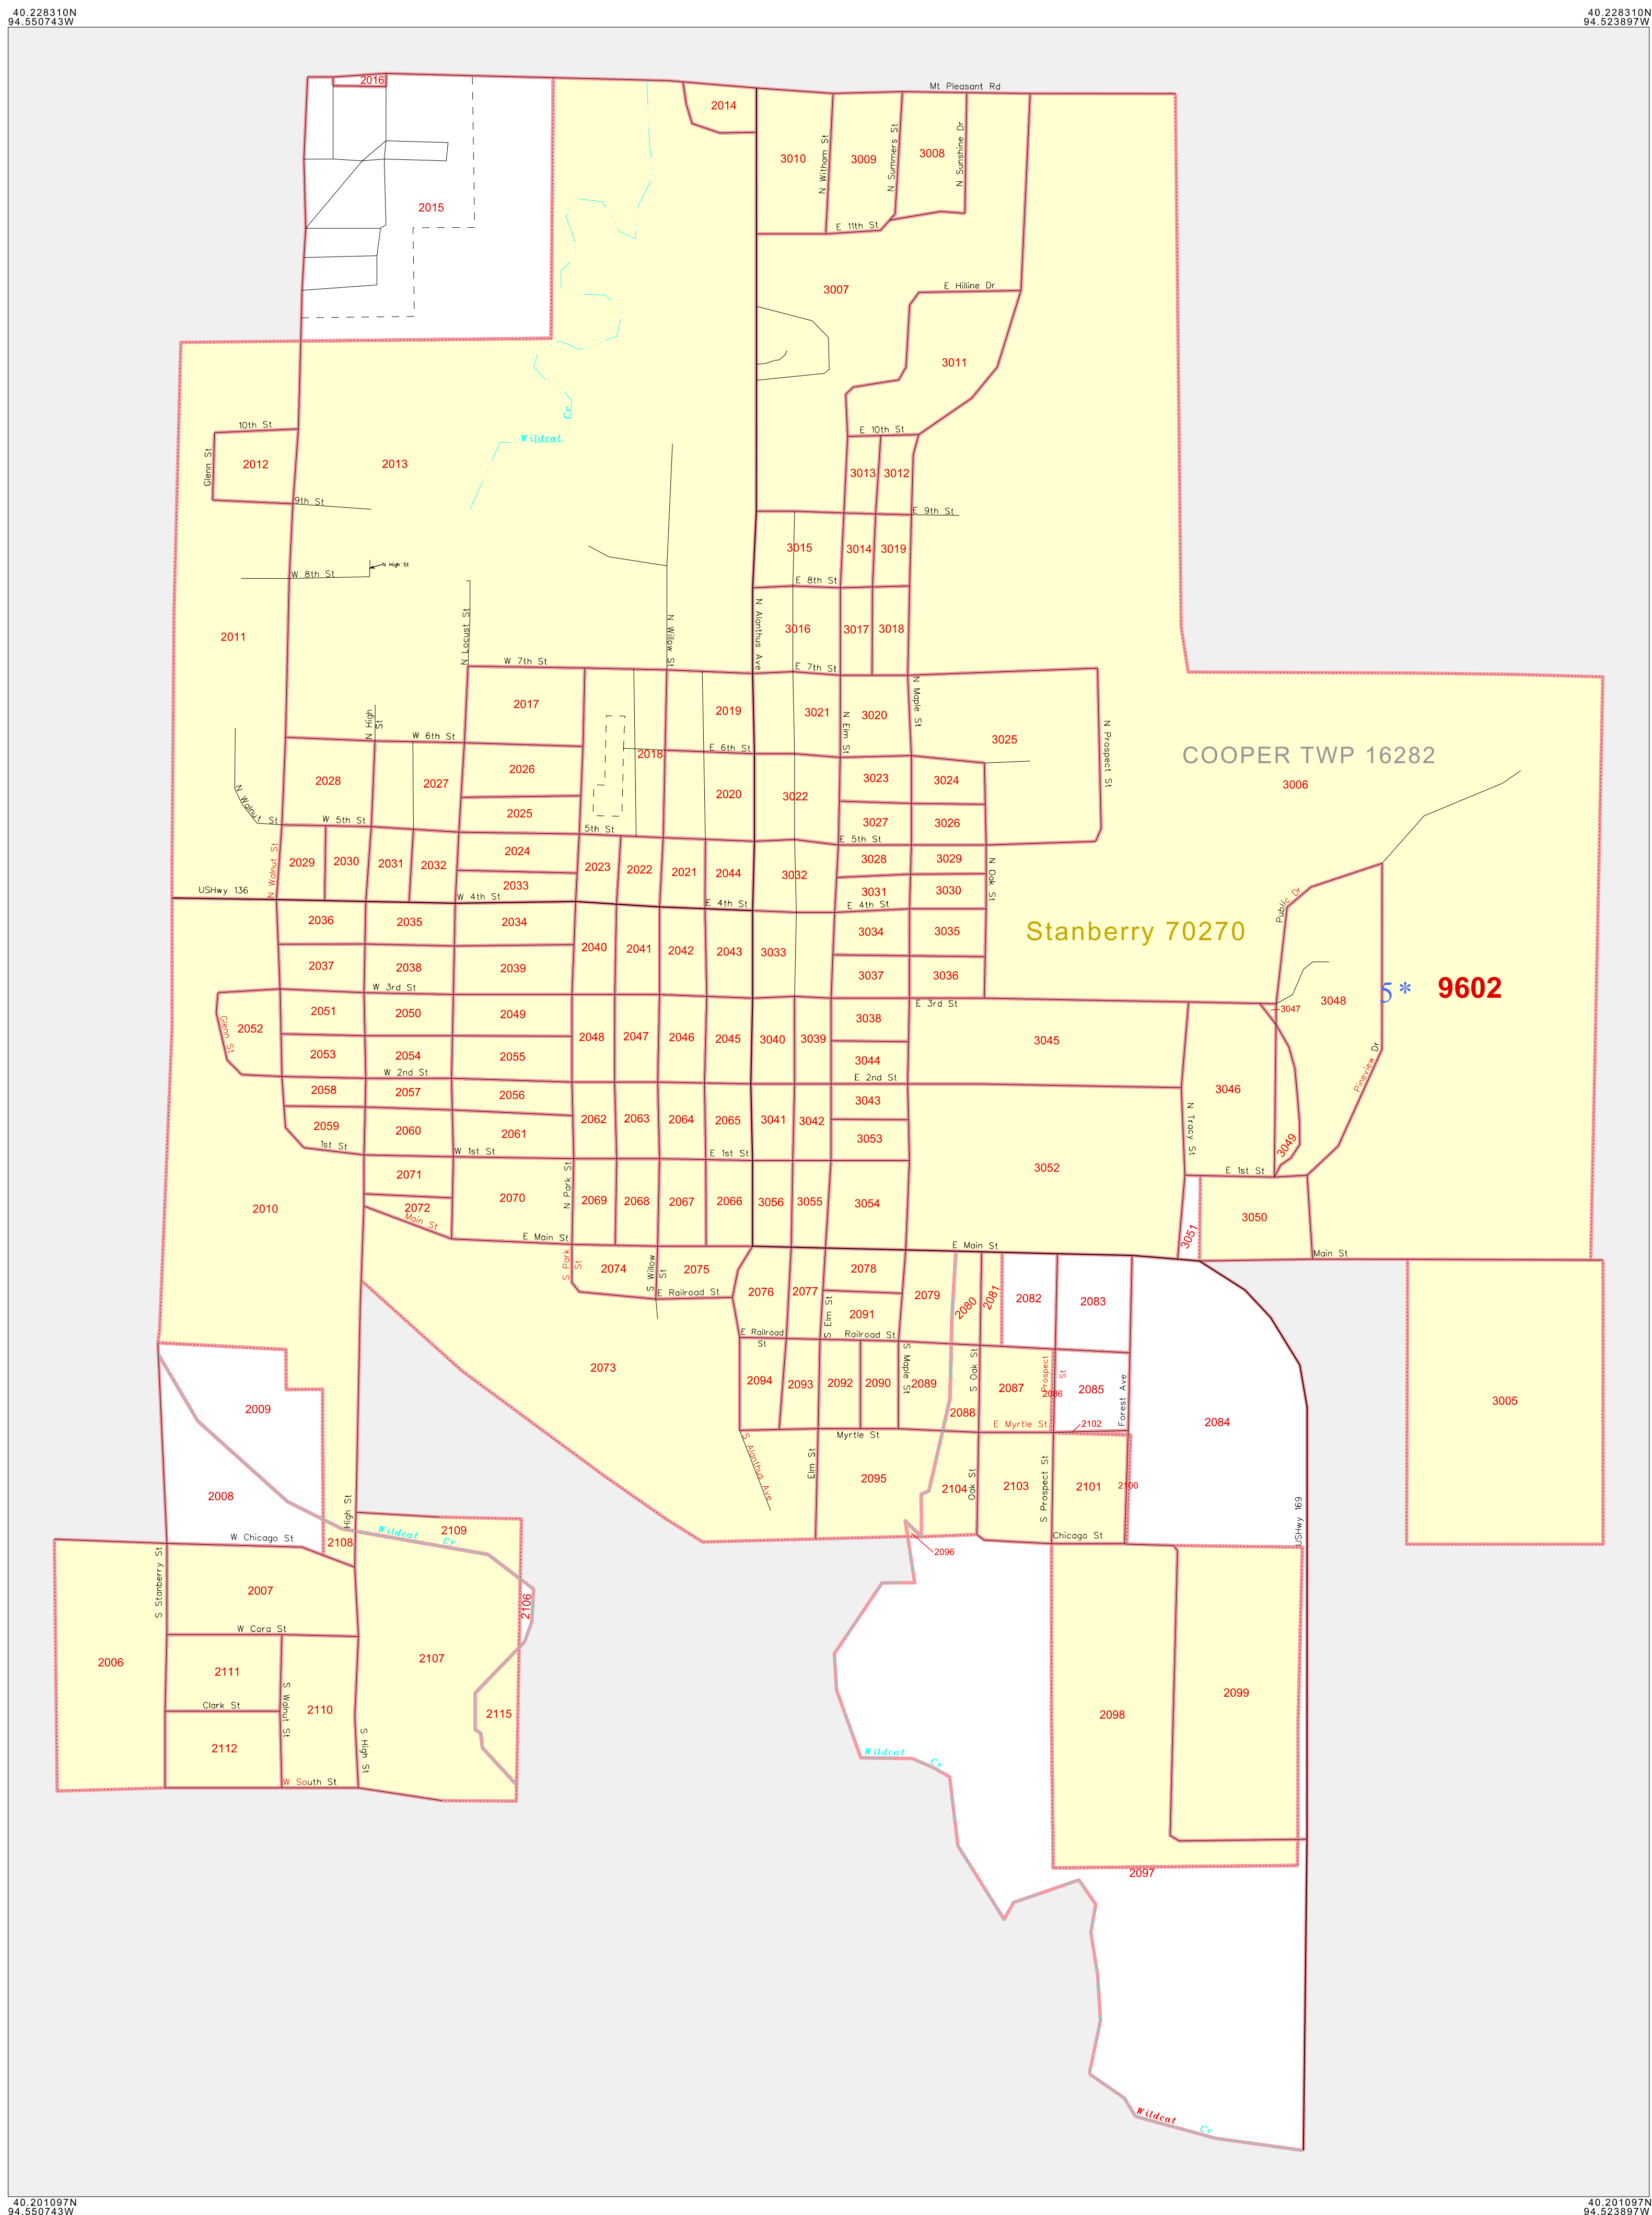 40.228310N
94.550743W
40.228310N
94.523897W
2016
Mt Pleasant Rd
2014
3010
N Witham St
3009
N Summers St
3008
N Sunshine Dr
2015
E 11th St
3007
E Hilline Dr
3011
Wildcat Cr
10th St
Glenn St
2012
2013
9th St
E 10th St
3013
3012
E 9th St
3015
3014
3019
W 8th St
N High St
E 8th St
2011
N Locust St
N Willow St
N Alanthus Ave
3016
3017
3018
W 7th St
E 7th St
2017
2019
3021
N Elm St
3020
N Maple St
3025
N Prospect St
N High St
W 6th St
2018
E 6th St
COOPER TWP 16282
3006
2028
2027
2026
2025
2020
3022
3023
3024
3027
3026
N Walnut St
W 5th St
5th St
E 5th St
N Walnut St
2029
2030
2031
2032
2024
2033
2023
2022
2021
2044
3032
3028
3029
3031
3030
N Oak St
USHwy 136
W 4th St
E 4th St
E 4th St
Public Dr
2036
2035
2034
2040
2041
2042
2043
3033
3034
3035
Stanberry 70270
2037
2038
2039
3037
3036
5*
9602
W 3rd St
E 3rd St
3047
3048
Glenn St
2052
2051
2050
2049
2048
2047
2046
2045
3040
3039
3038
3045
2053
2054
2055
3044
W 2nd St
E 2nd St
Pineview Dr
2058
2057
2056
2062
2063
2064
2065
3041
3042
3043
3046
N Tracy St
2059
2060
2061
3053
3049
1st St
W 1st St
E 1st St
3052
E 1st St
2071
2072
2070
N Park St
2069
2068
2067
2066
3056
3055
3054
2010
Main St
E Main St
E Main St
3051
3050
Main St
S Park St
2074
S Willow St
2075
E Railroad St
2076
2077
S Elm St
2078
2091
2079
2080
2081
2082
2083
E Railroad St
Railroad St
2073
2094
2093
2092
2090
S Maple St
2089
2088
S Oak St
2087
Prospect St
2086
2085
Forest Ave
2084
3005
2009
E Myrtle St
2102
Myrtle St
S Alanthus Ave
Elm St
2095
2104
Oak St
2103
S Prospect St
2101
2100
2008
High St
USHwy 169
W Chicago St
2108
2109
Wildcat Cr
Chicago St
2096
S Stanberry St
2007
2106
W Cora St
2006
2111
2107
Clark St
S Walnut St
2110
2115
2112
S High St
W South St
2099
2098
Wildcat Cr
2097
Wildcat Cr
40.201097N
94.550743W
40.201097N
94.523897W